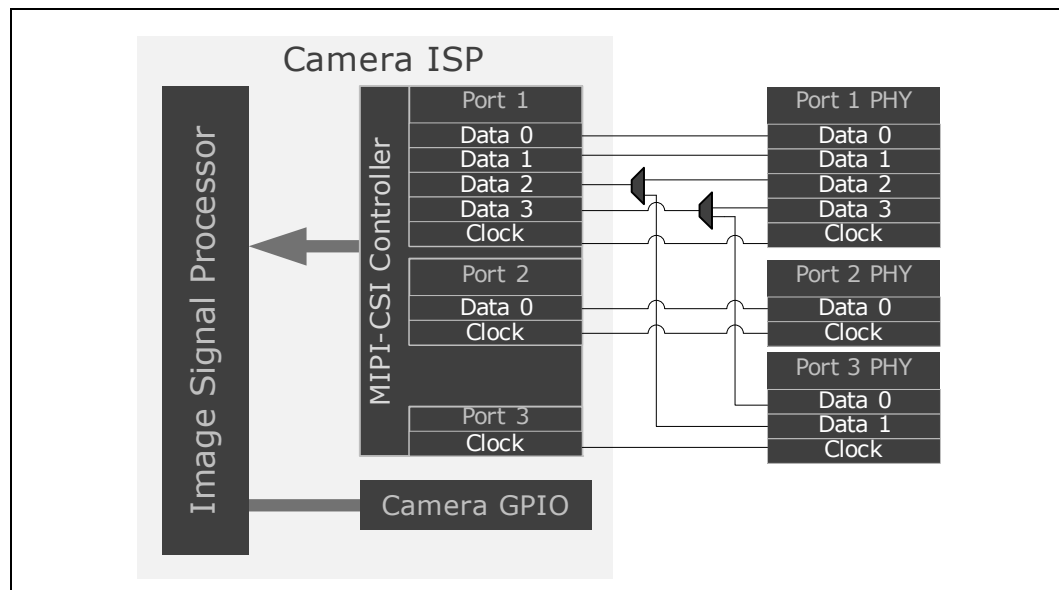 Camera ISP
Image Signal Processor
MIPI-CSI Controller
Port 1
Data 0
Data 1
Data 2
Data 3
Clock
Port 2
Data 0
Clock
Port 3
Clock
Camera GPIO
Port 1 PHY
Data 0
Data 1
Data 2
Data 3
Clock
Port 2 PHY
Data 0
Clock
Port 3 PHY
Data 0
Data 1
Clock